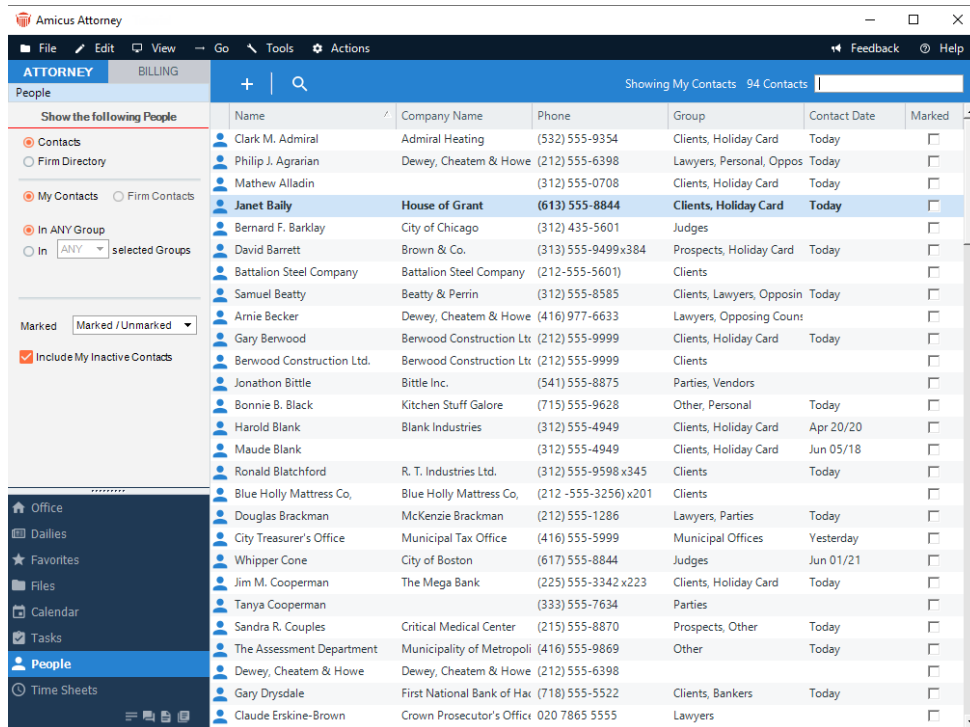 Amicus Attorney
File Edit View Go Tools Actions Feedback Help
ATTORNEY BILLING
People
Showing My Contacts 94 Contacts
Show the following People
Contacts
Firm Directory
My Contacts Firm Contacts
In ANY Group
In ANY selected Groups
Marked Marked / Unmarked
Include My Inactive Contacts
Office
Dailies
Favorites
Files
Calendar
Tasks
People
Time Sheets
Name Company Name Phone Group Contact Date Marked
Clark M. Admiral Admiral Heating (532) 555-9354 Clients, Holiday Card Today
Philip J. Agrarian Dewey, Cheatem & Howe (212) 555-6398 Lawyers, Personal, Oppos Today
Mathew Alladin (312) 555-0708 Clients, Holiday Card Today
Janet Baily House of Grant (613) 555-8844 Clients, Holiday Card Today
Bernard F. Barklay City of Chicago (312) 435-5601 Judges
David Barrett Brown & Co. (313) 555-9499x384 Prospects, Holiday Card Today
Battalion Steel Company Battalion Steel Company (212-555-5601) Clients
Samuel Beatty Beatty & Perrin (312) 555-8585 Clients, Lawyers, Opposin Today
Arnie Becker Dewey, Cheatem & Howe (416) 977-6633 Lawyers, Opposing Couns
Gary Berwood Berwood Construction Ltd (212) 555-9999 Clients, Holiday Card Today
Berwood Construction Ltd. Berwood Construction Ltd (212) 555-9999 Clients
Jonathon Bittle Bittle Inc. (541) 555-8875 Parties, Vendors
Bonnie B. Black Kitchen Stuff Galore (715) 555-9628 Other, Personal Today
Harold Blank Blank Industries (312) 555-4949 Clients, Holiday Card Apr 20/20
Maude Blank (312) 555-4949 Clients, Holiday Card Jun 05/18
Ronald Blatchford R. T. Industries Ltd. (312) 555-9598 x345 Clients Today
Blue Holly Mattress Co, Blue Holly Mattress Co, (212 -555-3256) x201 Clients
Douglas Brackman McKenzie Brackman (212) 555-1286 Lawyers, Parties Today
City Treasurer's Office Municipal Tax Office (416) 555-5999 Municipal Offices Yesterday
Whipper Cone City of Boston (617) 555-8844 Judges Jun 01/21
Jim M. Cooperman The Mega Bank (225) 555-3342 x223 Clients, Holiday Card Today
Tanya Cooperman (333) 555-7634 Parties
Sandra R. Couples Critical Medical Center (215) 555-8870 Prospects, Other Today
The Assessment Department Municipality of Metropoli (416) 555-9869 Other Today
Dewey, Cheatem & Howe Dewey, Cheatem & Howe (212) 555-6398
Gary Drysdale First National Bank of Hac (718) 555-5522 Clients, Bankers Today
Claude Erskine-Brown Crown Prosecutor's Office 020 7865 5555 Lawyers